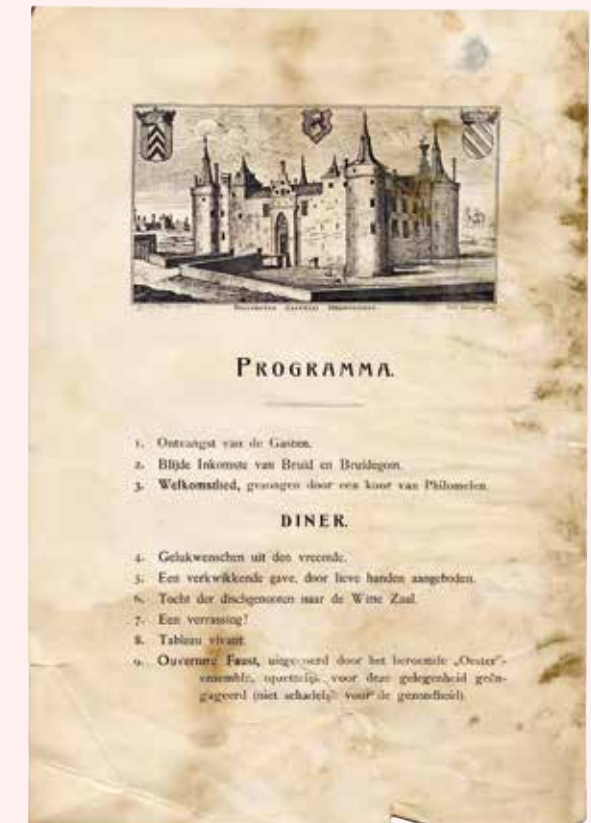 PROGRAMMA.
1. Ontvangst van de Gasten.
2. Blijde Inkomste van Bruid en Bruidegom.
3. Welkomstlied, gezongen door een koor van Philomelen.
DINER.
4. Gelukwenschen uit den vreemde.
5. Een verkwikkende gave, door lieve handen aangeboden.
6. Tocht der dischgenooten naar de Witte Zaal.
7. Een verrassing!
8. Tableau vivant.
9. Ouverture Faust, uitgevoerd door het beroemde „Oester"-
ensemble, opzettelijk voor deze gelegenheid geën-
gageerd (niet schadelijk voor de gezondheid).